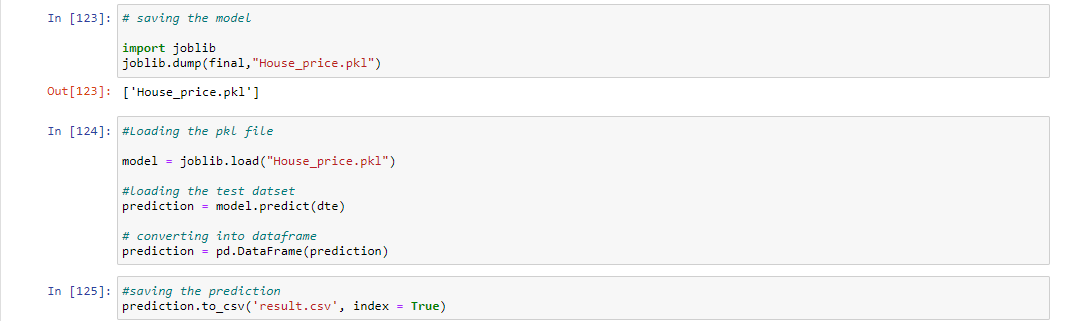 In [123]: # saving the model
import joblib
joblib.dump(final,"House_price.pkl")
Out[123]: ['House_price.pkl']
In [124]: #Loading the pkl file
model = joblib.load("House_price.pkl")
#loading the test datset
prediction = model.predict(dte)
# converting into dataframe
prediction = pd.DataFrame(prediction)
In [125]: #saving the prediction
prediction.to_csv('result.csv', index = True)